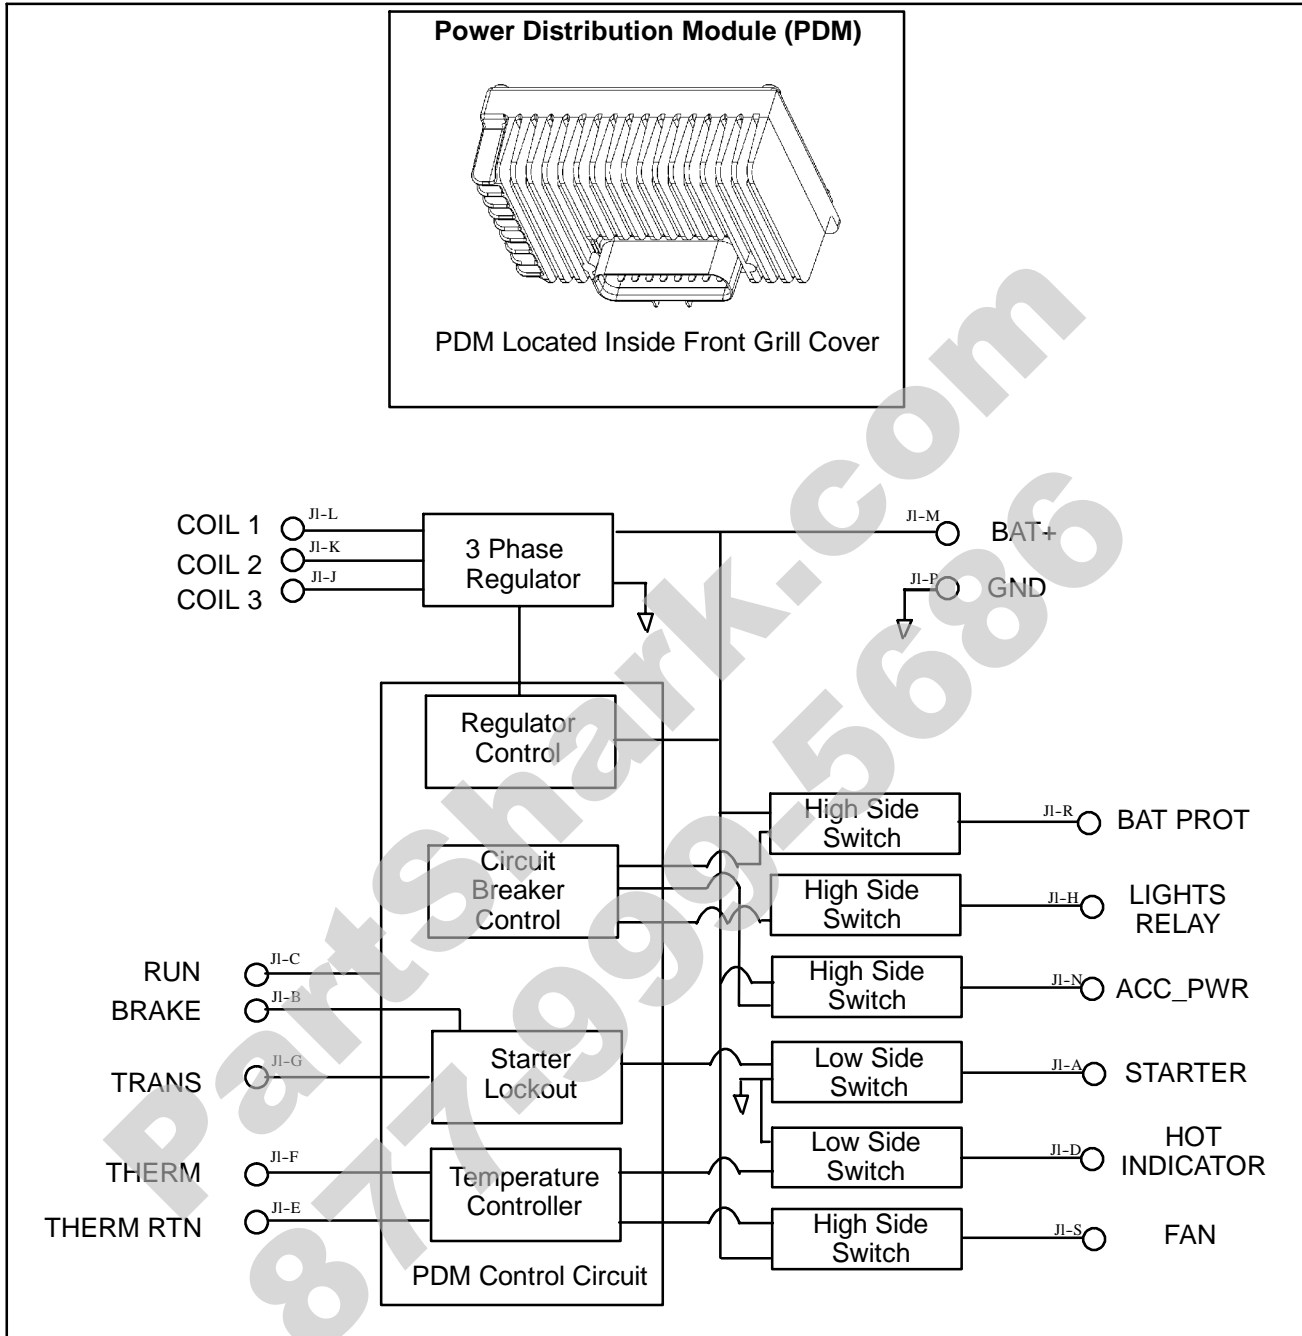 Power Distribution Module (PDM)
PDM Located Inside Front Grill Cover
COIL 1
J1-L
COIL 2
J1-K
COIL 3
J1-J
3 Phase
Regulator
J1-M
BAT+
J1-P
GND
Regulator
Control
Circuit
Breaker
Control
High Side
Switch
J1-R
BAT PROT
High Side
Switch
J1-H
LIGHTS
RELAY
High Side
Switch
J1-N
ACC_PWR
RUN
J1-C
BRAKE
J1-B
TRANS
J1-G
Starter
Lockout
Low Side
Switch
J1-A
STARTER
Low Side
Switch
J1-D
HOT
INDICATOR
THERM
J1-F
THERM RTN
J1-E
Temperature
Controller
High Side
Switch
J1-S
FAN
PDM Control Circuit
PartShark.com
877-999-5686